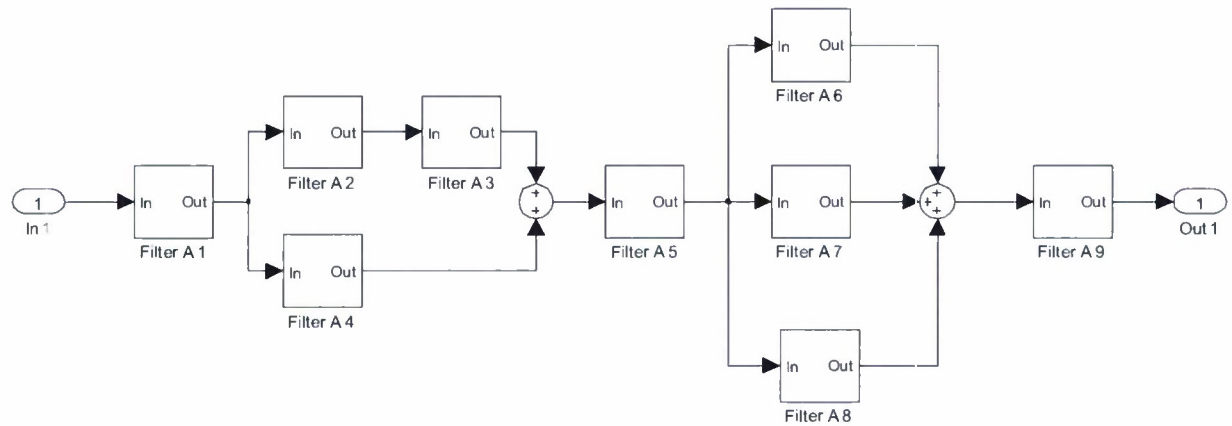 In Out
Filter A 6
In Out
Filter A 2
In Out
Filter A 3
1
In 1
In Out
Filter A 1
+
+
In Out
Filter A 5
In Out
Filter A 7
+
+
+
In Out
Filter A 9
1
Out 1
In Out
Filter A 4
In Out
Filter A 8